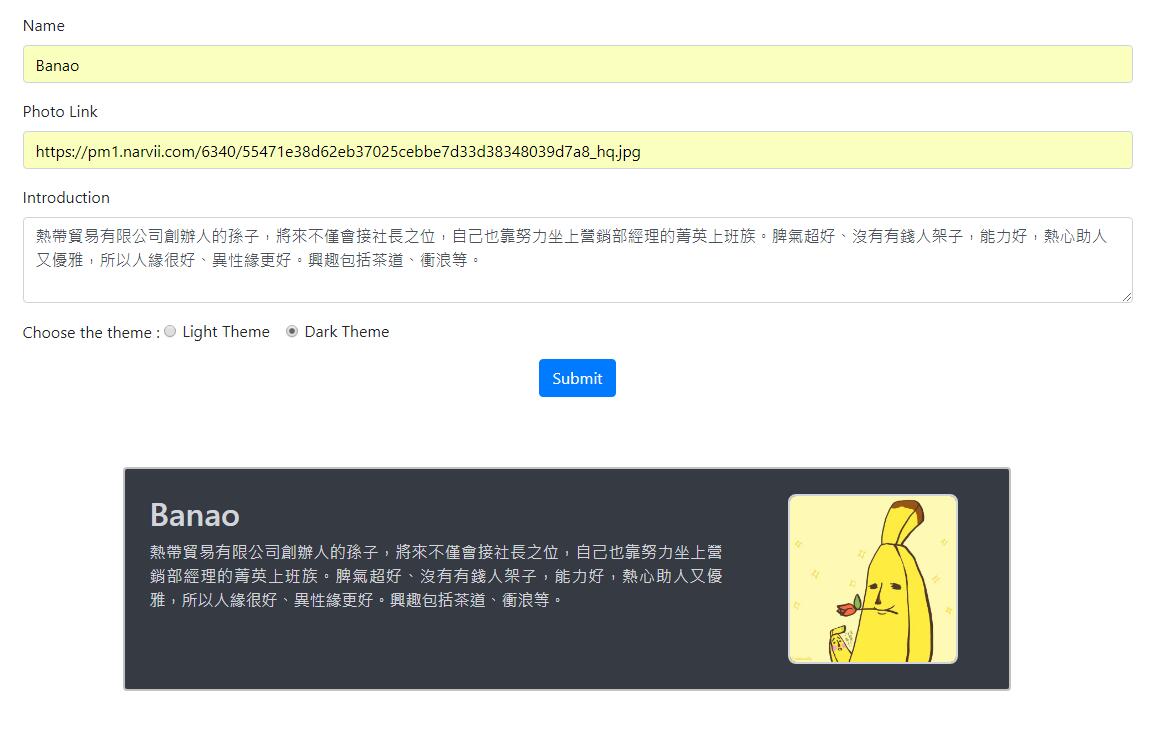 Name
Banao
Photo Link
https://pm1.narvii.com/6340/55471e38d62eb37025cebbe7d33d38348039d7a8_hq.jpg
Introduction
熱帶貿易有限公司創辦人的孫子，將來不僅會接社長之位，自己也靠努力坐上營銷部經理的菁英上班族。脾氣超好、沒有有錢人架子，能力好，熱心助人
又優雅，所以人緣很好、異性緣更好。興趣包括茶道、衝浪等。
Choose the theme : Light Theme Dark Theme
Submit
Banao
熱帶貿易有限公司創辦人的孫子，將來不僅會接社長之位，自己也靠努力坐上營
銷部經理的菁英上班族。脾氣超好、沒有有錢人架子，能力好，熱心助人又優
雅，所以人緣很好、異性緣更好。興趣包括茶道、衝浪等。